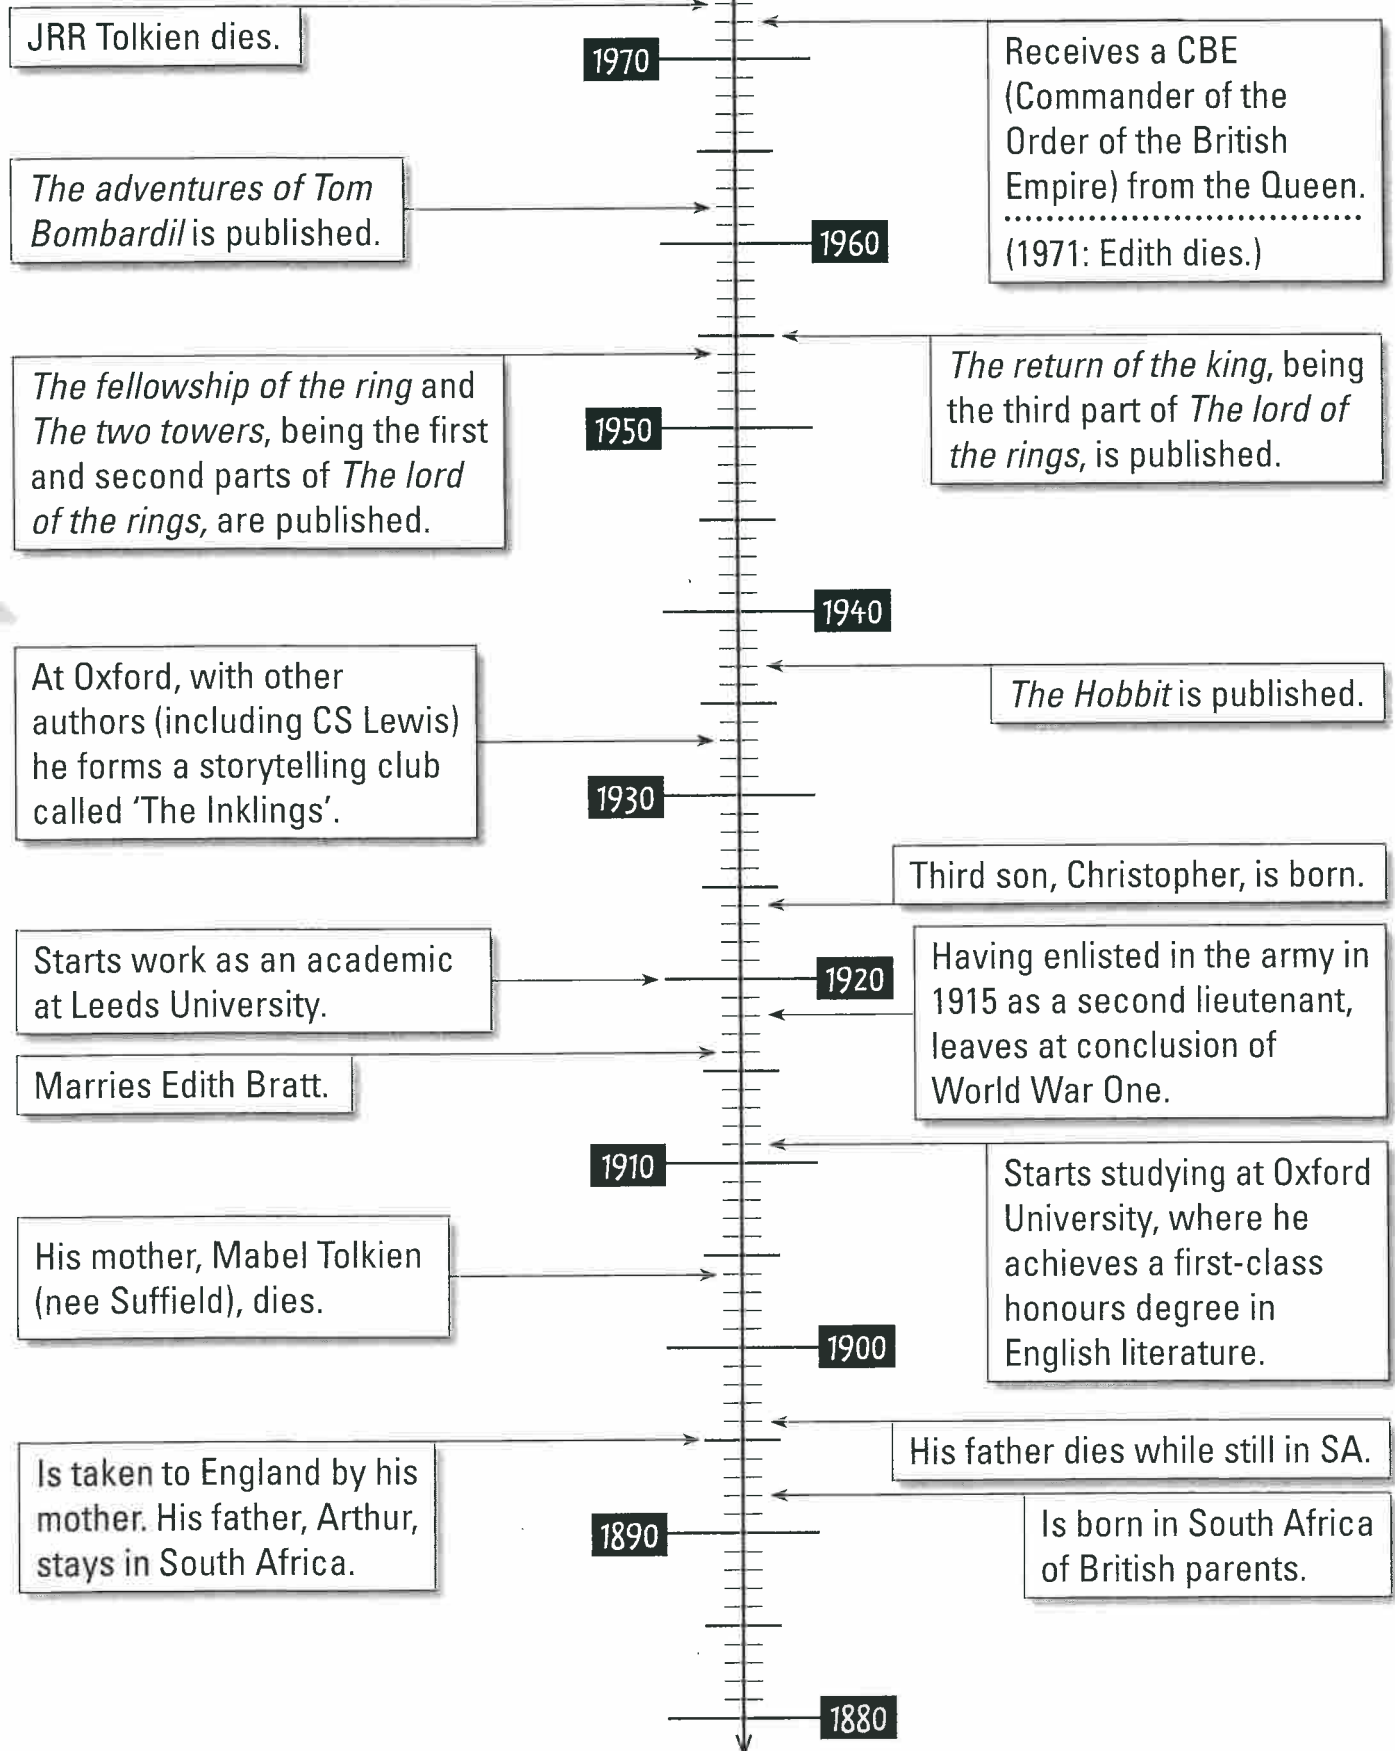 JRR Tolkien dies.
1970
Receives a CBE
(Commander of the
Order of the British
Empire) from the Queen.
(1971: Edith dies.)
The adventures of Tom
Bombardil is published.
1960
The return of the king, being
the third part of The lord of
the rings, is published.
The fellowship of the ring and
The two towers, being the first
and second parts of The lord
of the rings, are published.
1950
1940
The Hobbit is published.
At Oxford, with other
authors (including CS Lewis)
he forms a storytelling club
called 'The Inklings'.
1930
Third son, Christopher, is born.
Starts work as an academic
at Leeds University.
1920
Having enlisted in the army in
1915 as a second lieutenant,
leaves at conclusion of
World War One.
Marries Edith Bratt.
1910
Starts studying at Oxford
University, where he
achieves a first-class
honours degree in
English literature.
His mother, Mabel Tolkien
(nee Suffield), dies.
1900
His father dies while still in SA.
Is taken to England by his
mother. His father, Arthur,
stays in South Africa.
1890
Is born in South Africa
of British parents.
1880